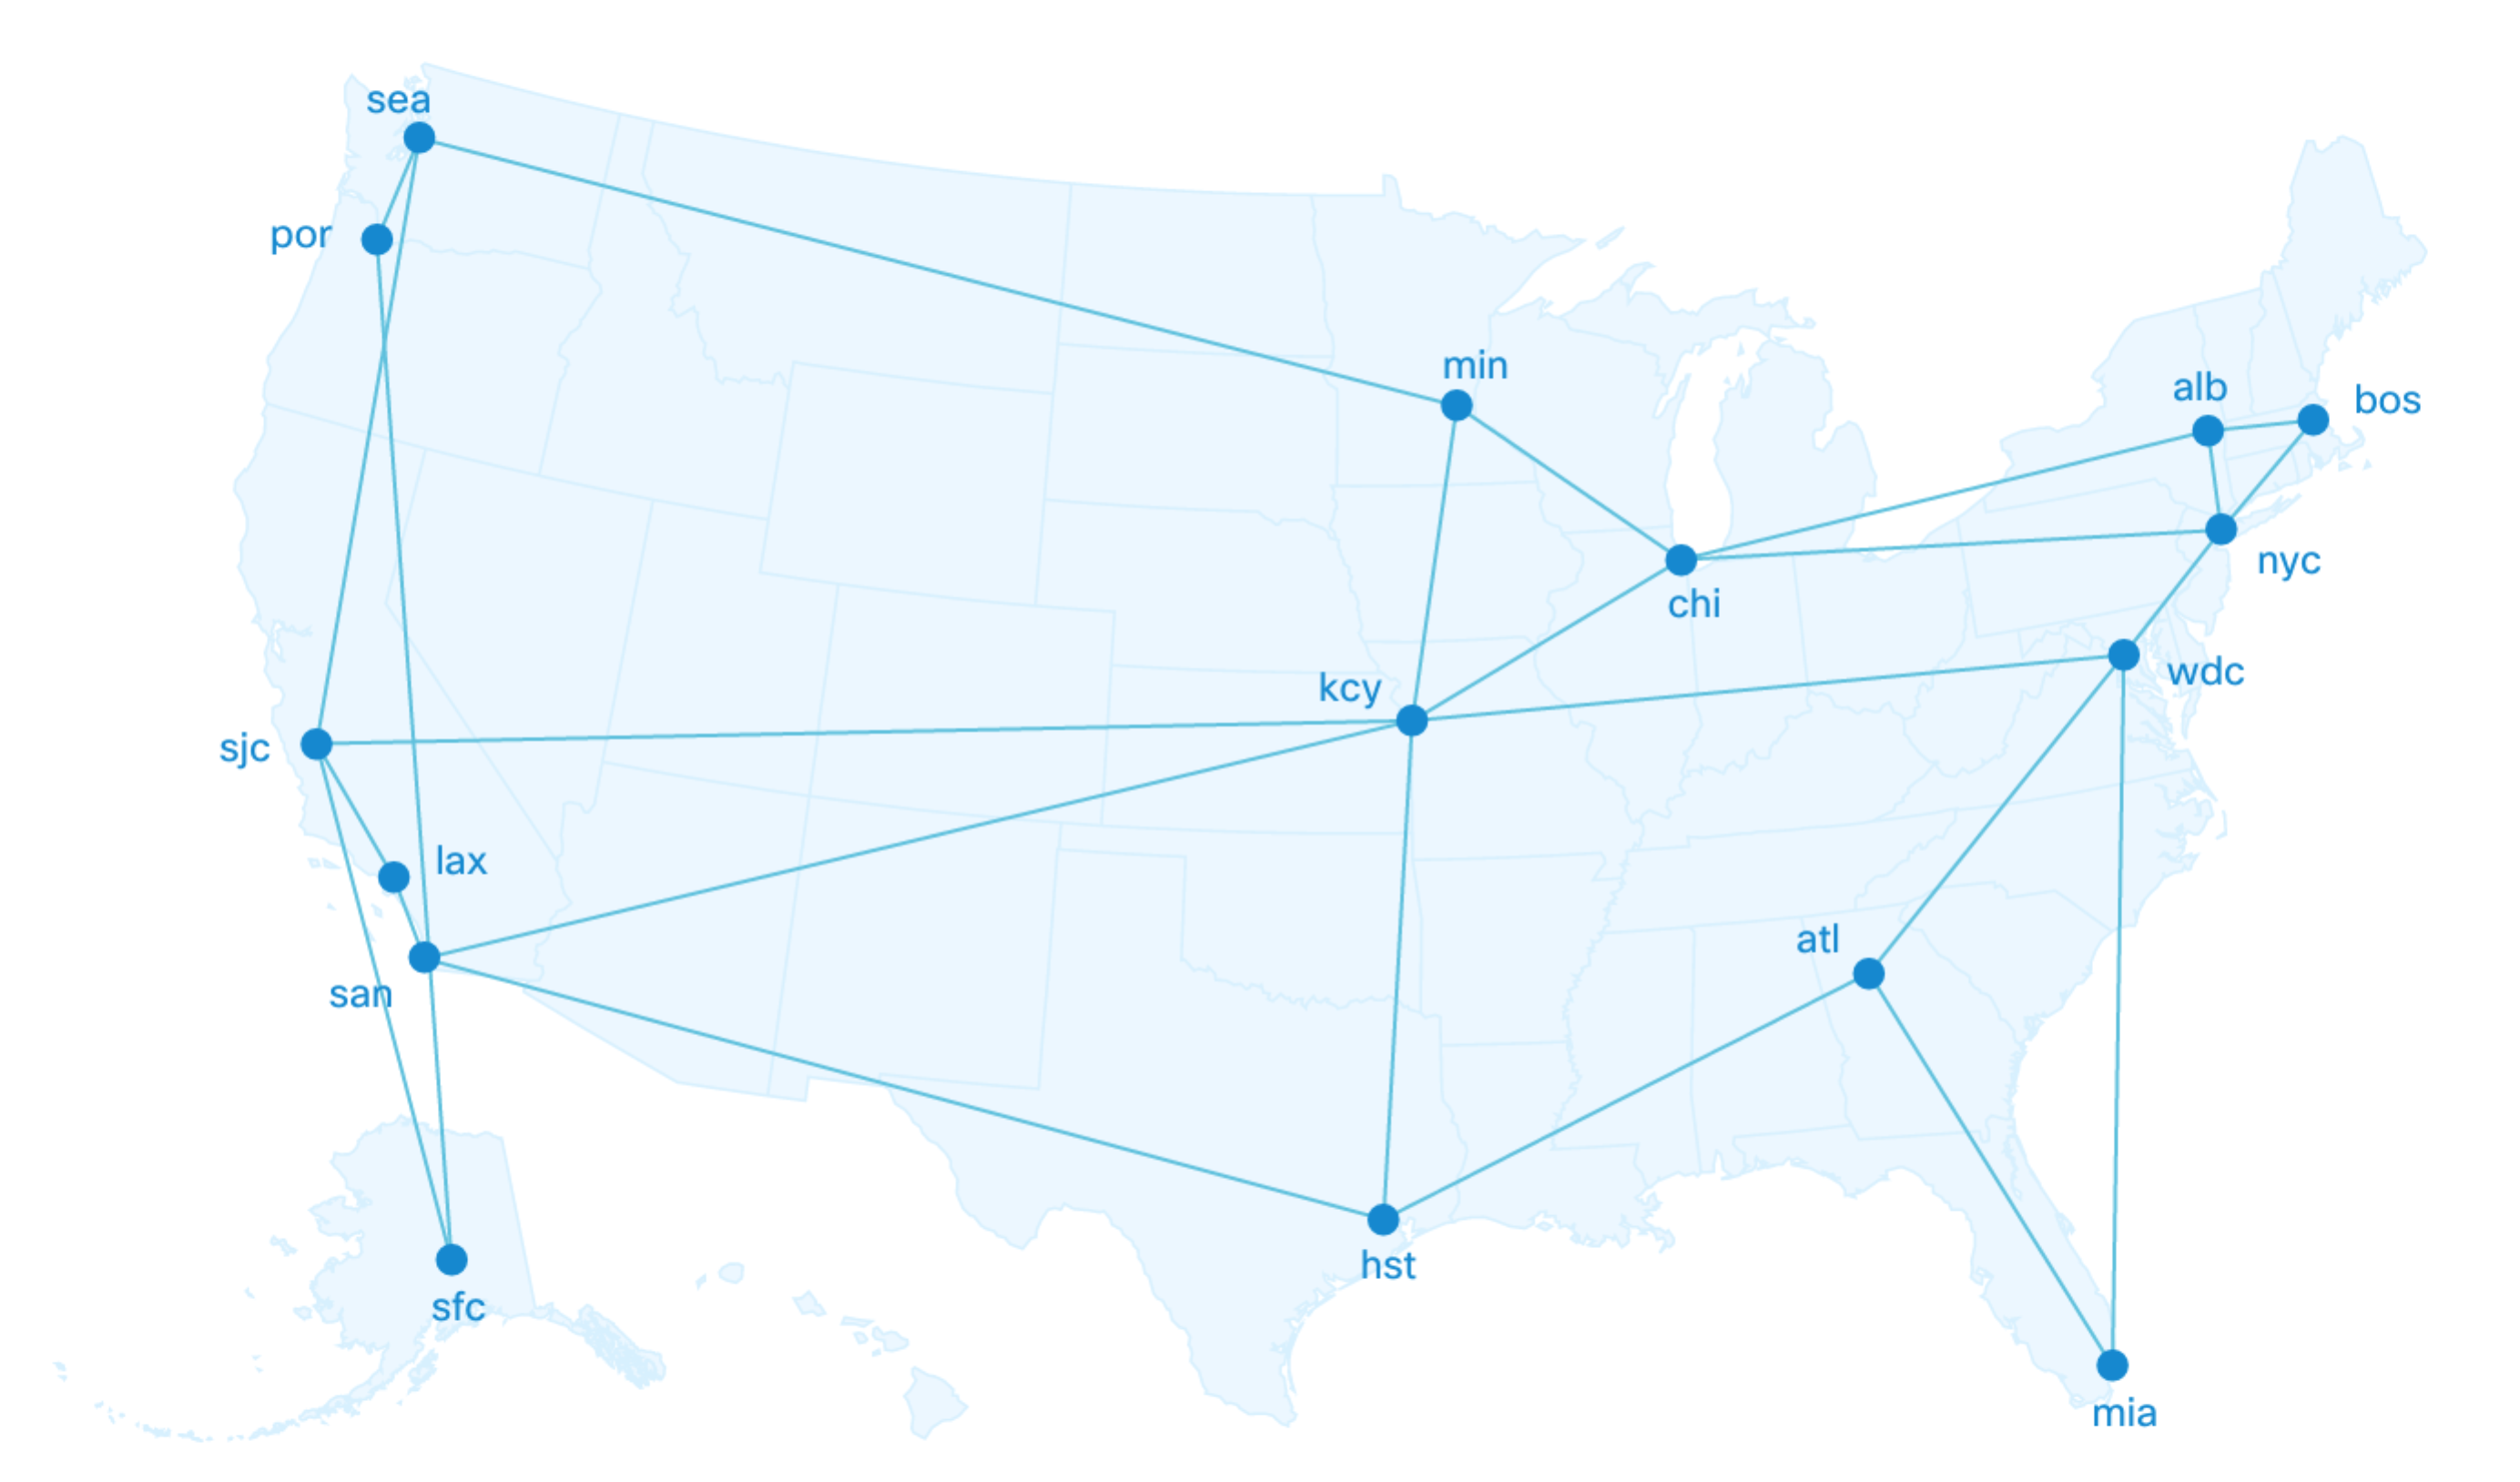 sea
por
min
alb
bos
nyc
chi
wdc
kcy
sjc
lax
atl
san
hst
sfc
mia